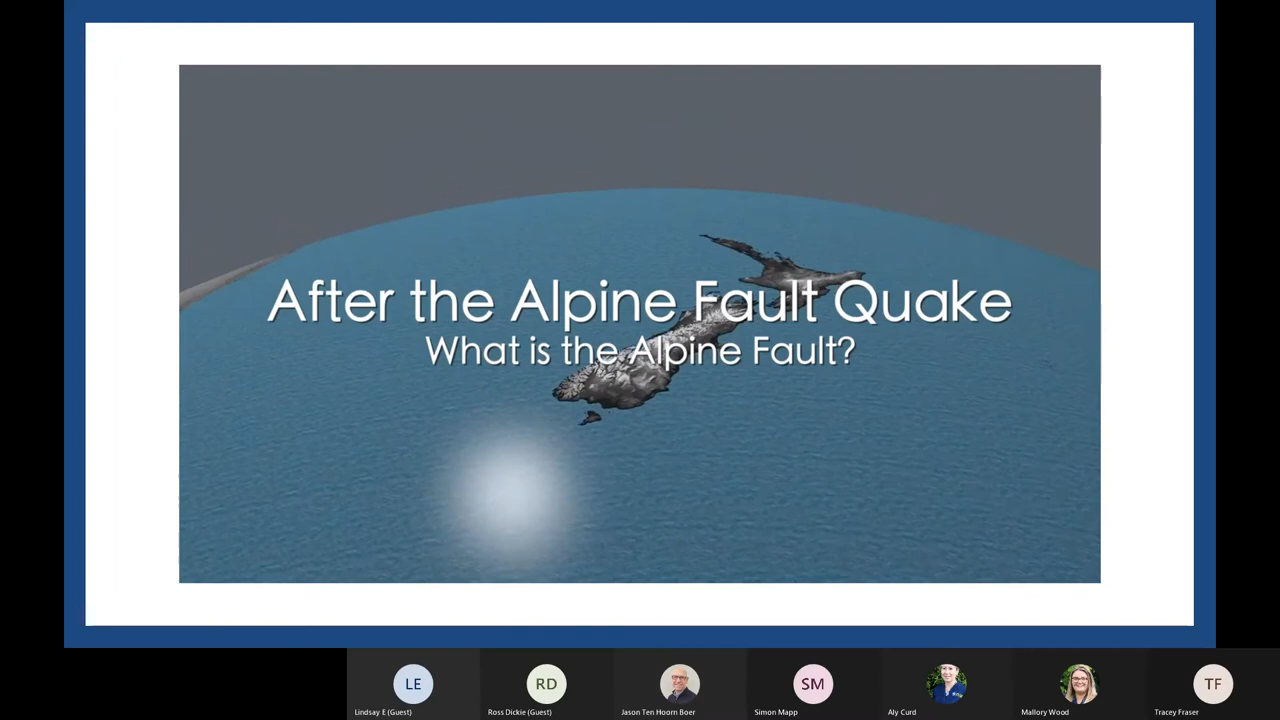 After the Alpine Fault Quake
What is the Alpine Fault?
LE
RD
SM
TF
Lindsay E (Guest)
Ross Dickie (Guest)
Jason Ten Hoorn Boer
Simon Mapp
Aly Curd
Mallory Wood
Tracey Fraser